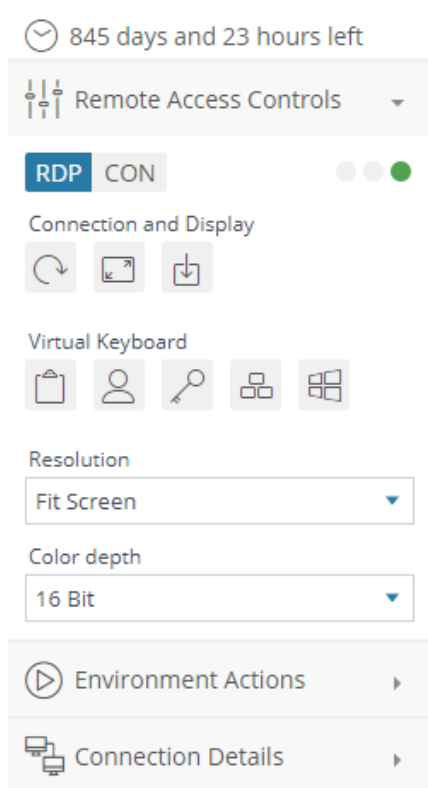 845 days and 23 hours left
Remote Access Controls
RDP CON
Connection and Display
Virtual Keyboard
Resolution
Fit Screen
Color depth
16 Bit
Environment Actions
Connection Details